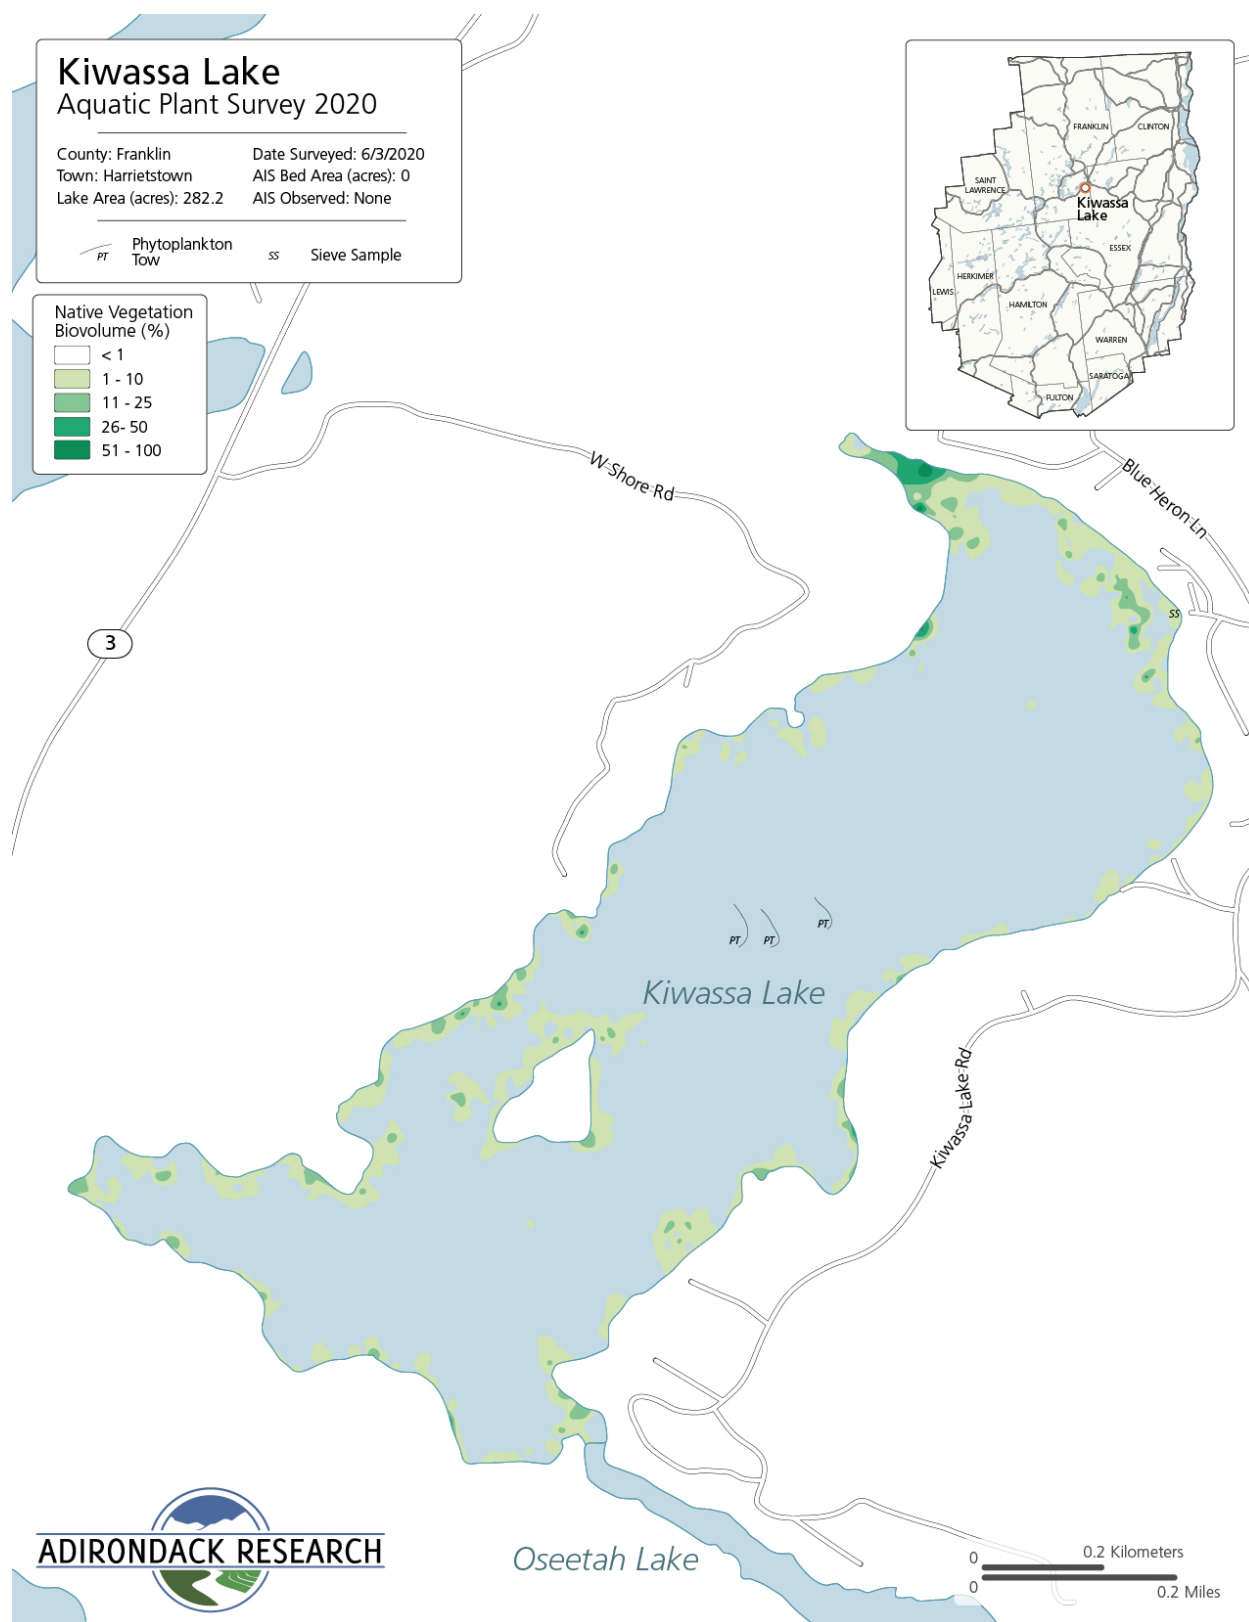 Kiwassa Lake
Aquatic Plant Survey 2020
County: Franklin
Town: Harrietstown
Lake Area (acres): 282.2
Date Surveyed: 6/3/2020
AIS Bed Area (acres): 0
AIS Observed: None
PT
Phytoplankton
Tow
SS
Sieve Sample
Native Vegetation
Biovolume (%)
< 1
1 - 10
11 - 25
26- 50
51 - 100
FRANKLIN
CLINTON
SAINT
LAWRENCE
Kiwassa
Lake
ESSEX
HERKIMER
LEWIS
HAMILTON
WARREN
SARATOGA
FULTON
W Shore Rd
Blue Heron Ln
3
SS
PT
PT
PT
Kiwassa Lake
Kiwassa Lake Rd
ADIRONDACK RESEARCH
Oseetah Lake
0
0.2 Kilometers
0
0.2 Miles